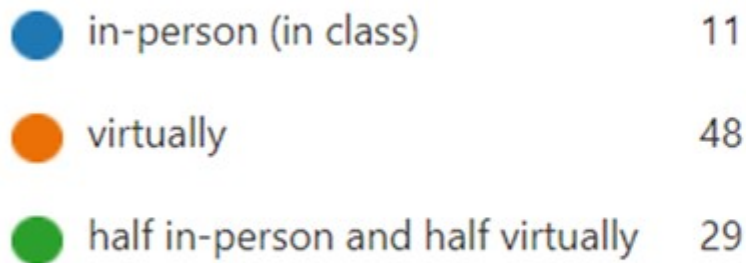 in-person (in class) 11
virtually 48
half in-person and half virtually 29